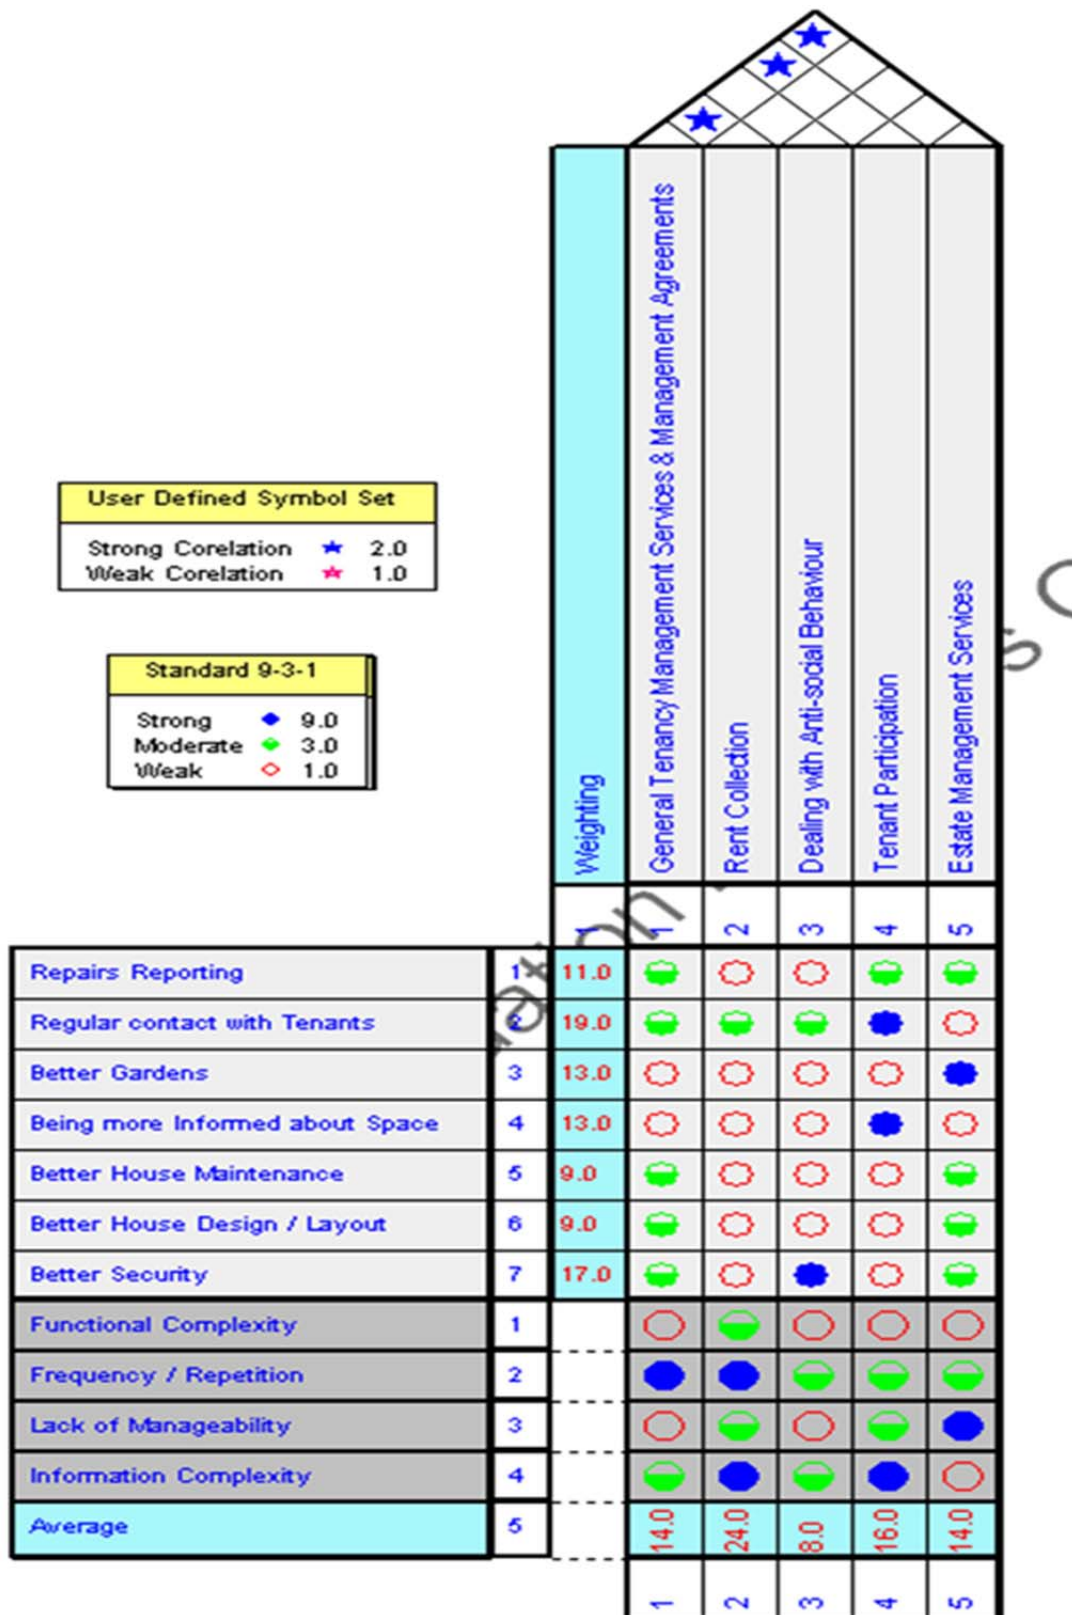 General Tenancy Management Services & Management Agreements
Rent Collection
Dealing with Anti-social Behaviour
Tenant Participation
Estate Management Services
Weighting
User Defined Symbol Set
Strong Corelation 2.0
Weak Corelation 1.0
Standard 9-3-1
Strong 9.0
Moderate 3.0
Weak 1.0
1 1 2 3 4 5
Repairs Reporting 1 11.0
Regular contact with Tenants 2 19.0
Better Gardens 3 13.0
Being more Informed about Space 4 13.0
Better House Maintenance 5 9.0
Better House Design / Layout 6 9.0
Better Security 7 17.0
Functional Complexity 1
Frequency / Repetition 2
Lack of Manageability 3
Information Complexity 4
Average 5 14.0 24.0 8.0 16.0 14.0
1 2 3 4 5